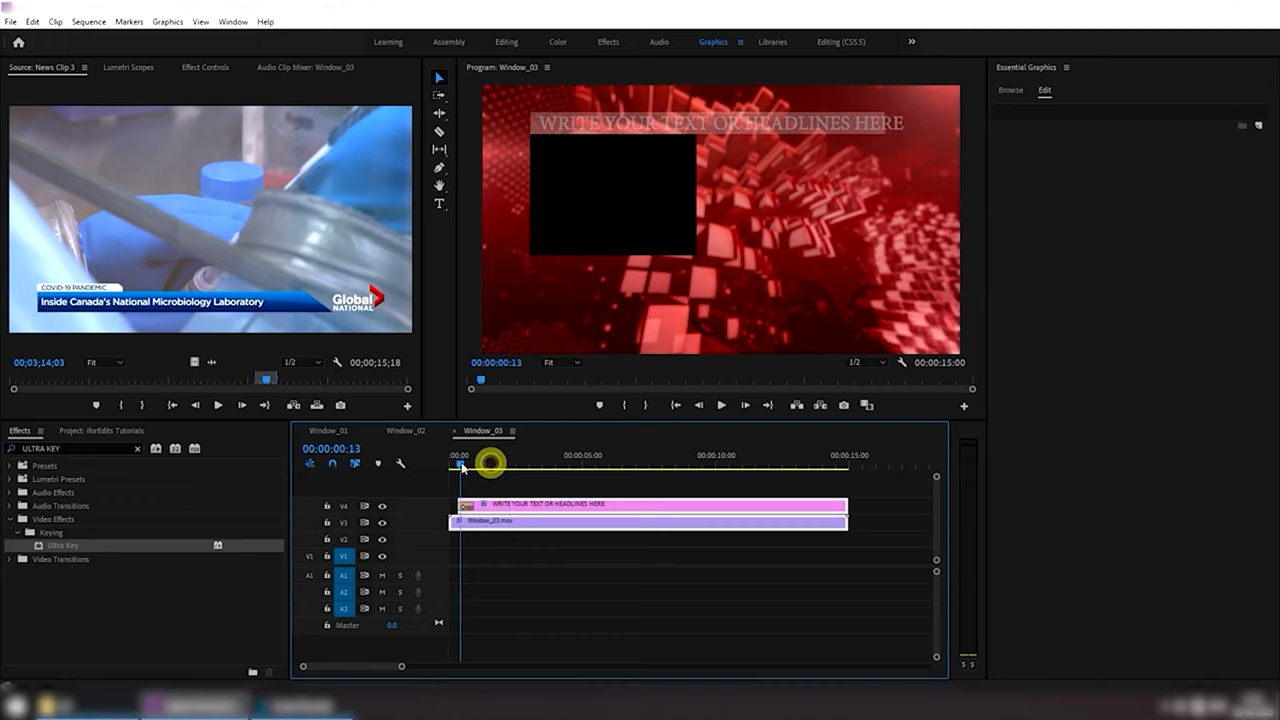 File Edit Clip Sequence Markers Graphics View Window Help
Learning Assembly Editing Color Effects Audio Graphics Libraries Editing (CS5.5)
Source: News Clip 3 Lumetri Scopes Effect Controls Audio Clip Mixer: Window_03
Program: Window_03
Essential Graphics
Browse Edit
WRITE YOUR TEXT OR HEADLINES HERE
COVID-19 PANDEMIC
Inside Canada's National Microbiology Laboratory
Global
NATIONAL
00;03;14;03 Fit 1/2 00;00;15;18
00:00:00:13 Fit 1/2 00:00:15:00
Effects Project: iforEdits Tutorials
ULTRA KEY
Presets
Lumetri Presets
Audio Effects
Audio Transitions
Video Effects
Keying
Ultra Key
Video Transitions
Window_01 Window_02 × Window_03
00:00:00:13
:00:00 00:00:05:00 00:00:10:00 00:00:15:00
V4 WRITE YOUR TEXT OR HEADLINES HERE
V3 Window_03.mov
V2
V1 V1
A1 A1 M S
A2 M S
A3 M S
Master 0.0
S S